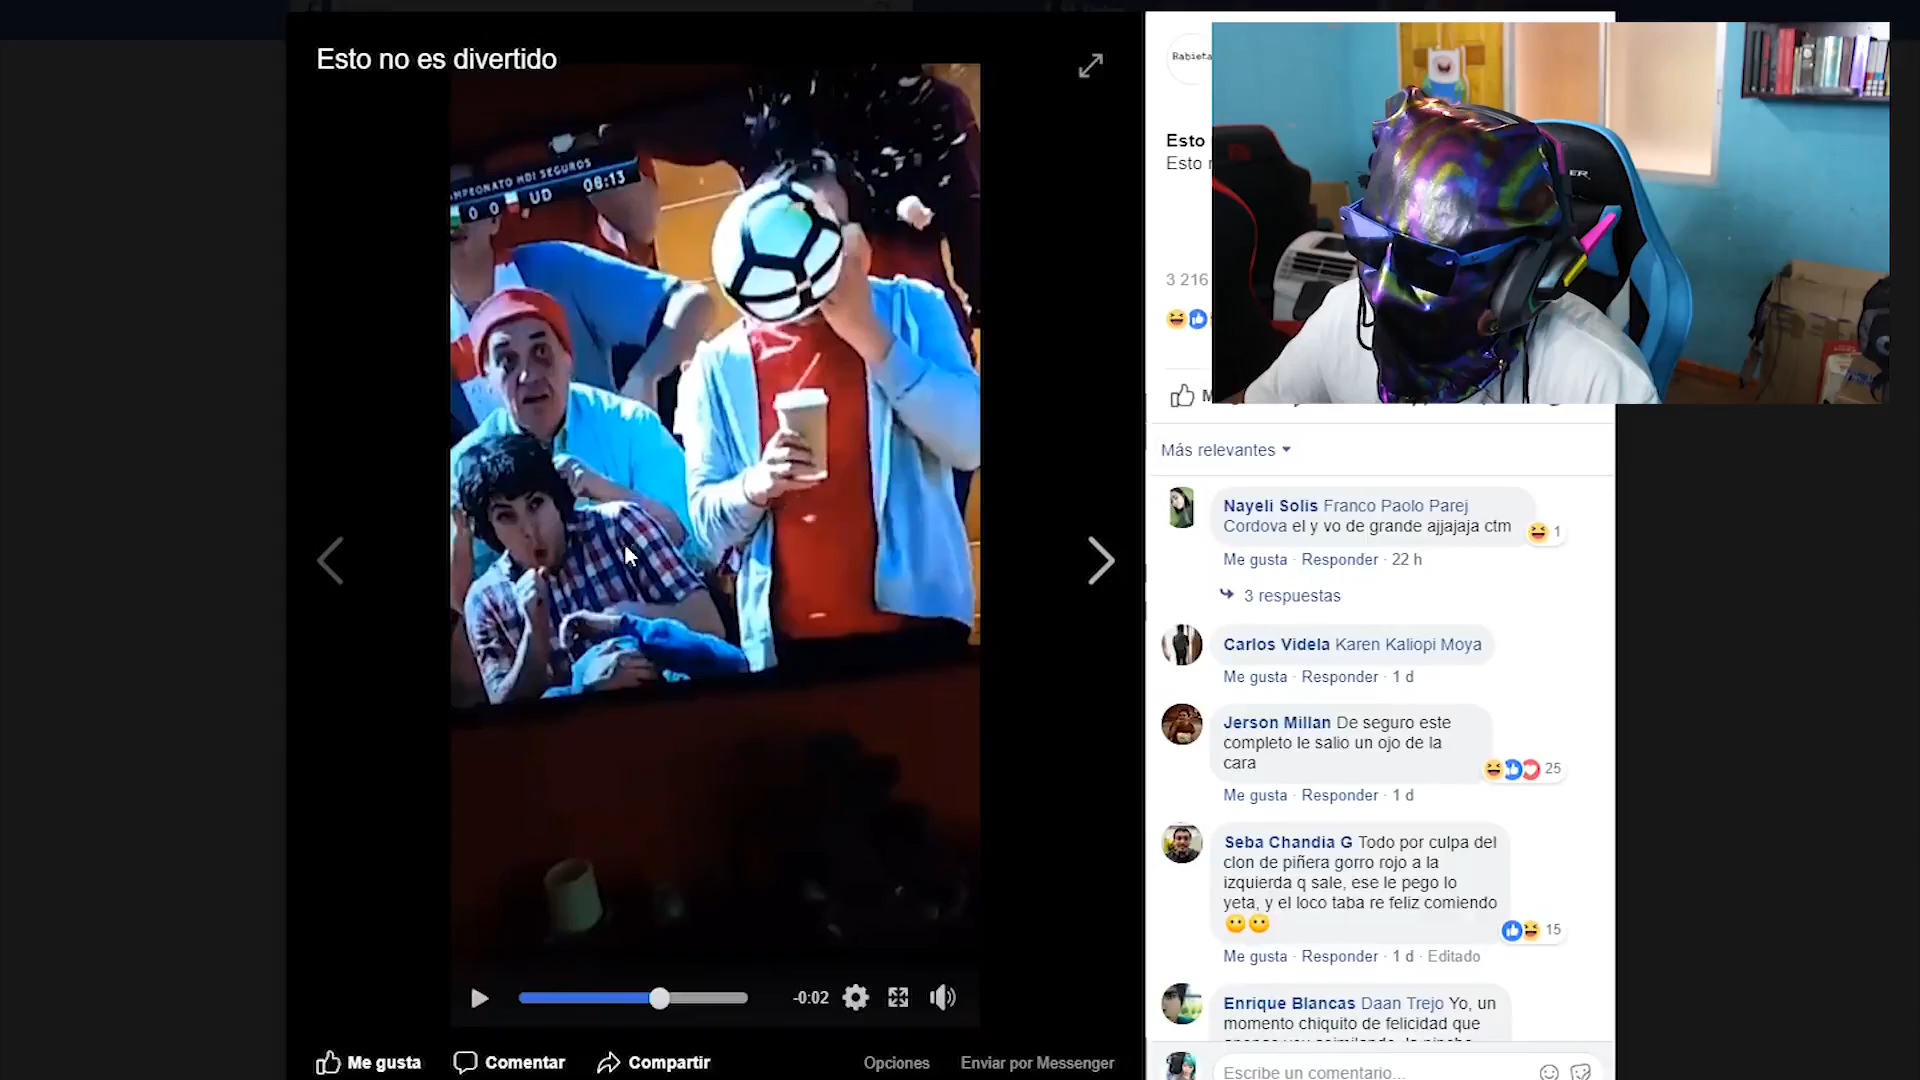 Esto no es divertido
MPEONATO HDI SEGUROS
0 0 UD 08:13
-0:02
Me gusta Comentar Compartir Opciones Enviar por Messenger
Rabieta
Esto
Esto
3 216
M
Más relevantes
Nayeli Solis Franco Paolo Parej
Cordova el y vo de grande ajjajaja ctm
1
Me gusta · Responder · 22 h
3 respuestas
Carlos Videla Karen Kaliopi Moya
Me gusta · Responder · 1 d
Jerson Millan De seguro este
completo le salio un ojo de la
cara
25
Me gusta · Responder · 1 d
Seba Chandia G Todo por culpa del
clon de piñera gorro rojo a la
izquierda q sale, ese le pego lo
yeta, y el loco taba re feliz comiendo
15
Me gusta · Responder · 1 d · Editado
Enrique Blancas Daan Trejo Yo, un
momento chiquito de felicidad que
Escribe un comentario...